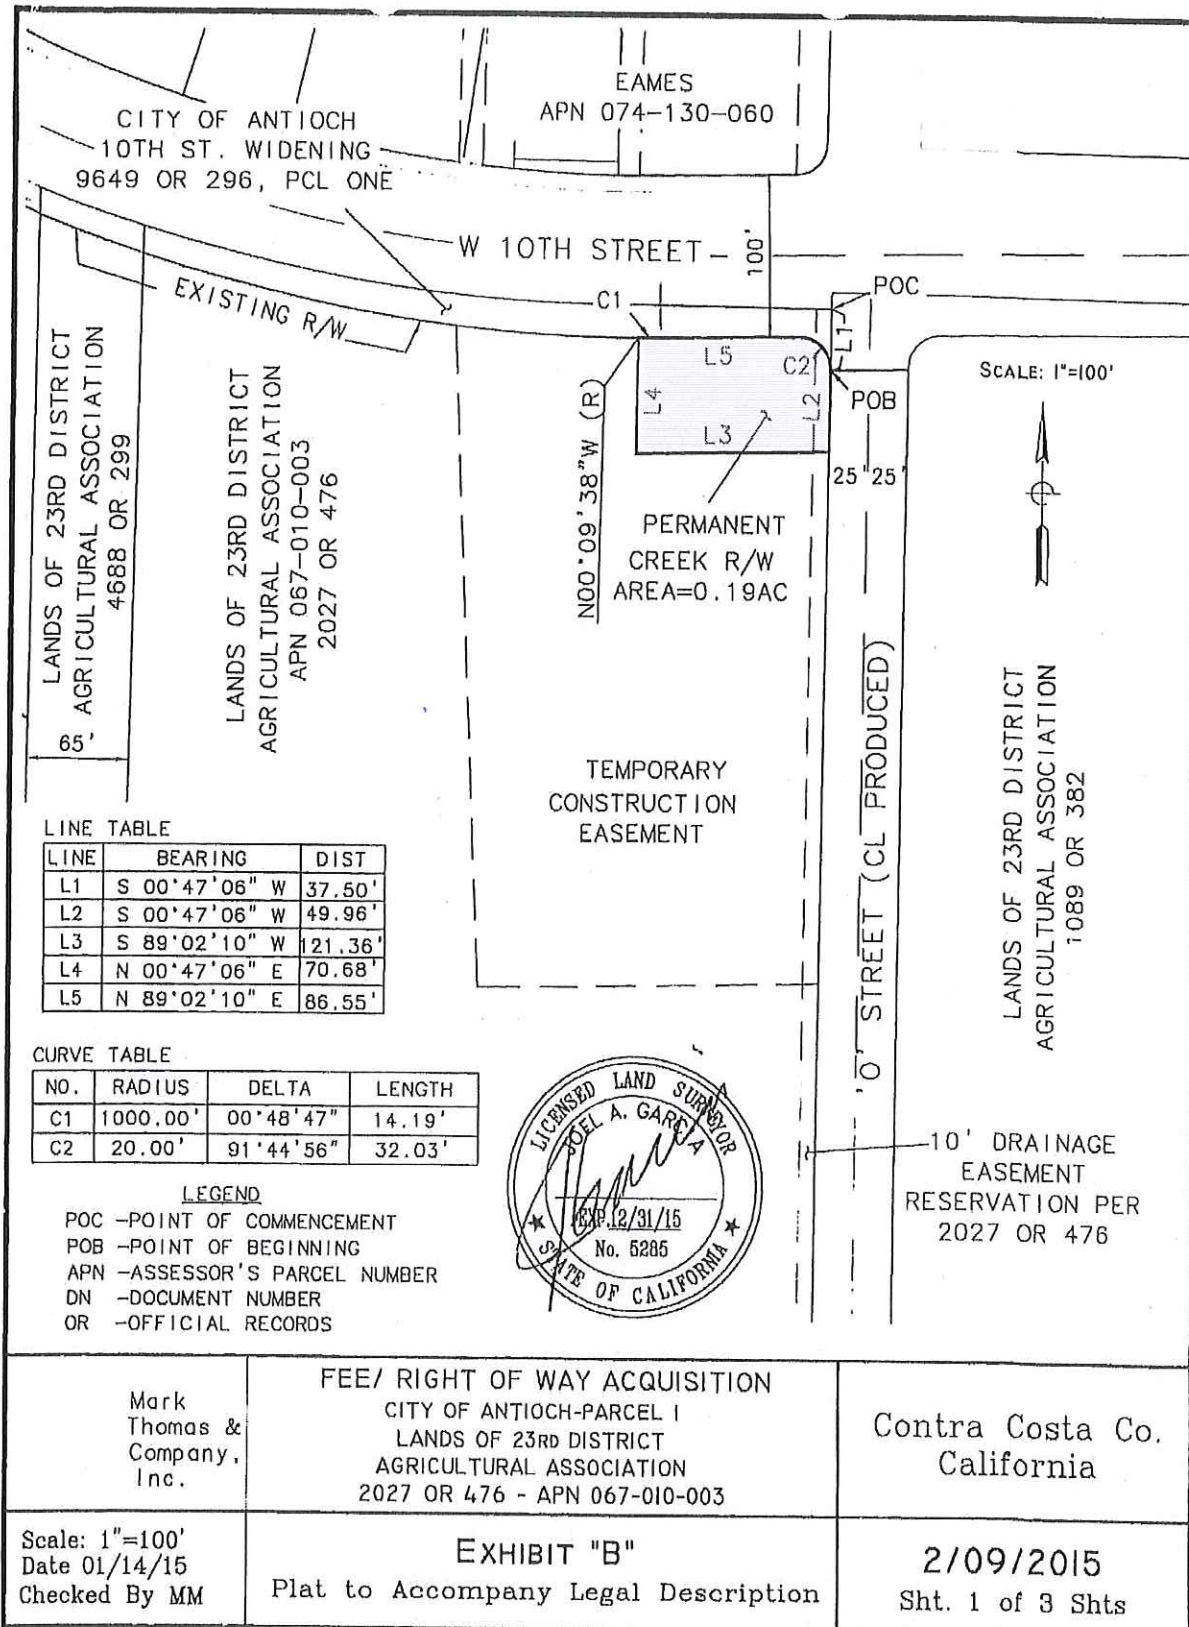 EAMES
APN 074-130-060
CITY OF ANTIOCH
10TH ST. WIDENING
9649 OR 296, PCL ONE
W 10TH STREET
100'
POC
C1
EXISTING R/W
L1
L5
C2
SCALE: 1"=100'
L4
L2
POB
L3
N00°09'38"W (R)
25'
25'
LANDS OF 23RD DISTRICT
AGRICULTURAL ASSOCIATION
4688 OR 299
LANDS OF 23RD DISTRICT
AGRICULTURAL ASSOCIATION
APN 067-010-003
2027 OR 476
PERMANENT
CREEK R/W
AREA=0.19AC
65'
TEMPORARY
CONSTRUCTION
EASEMENT
'O' STREET (CL PRODUCED)
LANDS OF 23RD DISTRICT
AGRICULTURAL ASSOCIATION
1089 OR 382
LINE TABLE
LINE BEARING DIST
L1 S 00°47'06" W 37.50'
L2 S 00°47'06" W 49.96'
L3 S 89°02'10" W 121.36'
L4 N 00°47'06" E 70.68'
L5 N 89°02'10" E 86.55'
CURVE TABLE
NO. RADIUS DELTA LENGTH
C1 1000.00' 00°48'47" 14.19'
C2 20.00' 91°44'56" 32.03'
LICENSED LAND SURVEYOR
JOEL A. GARCIA
EXP.12/31/15
No. 5285
STATE OF CALIFORNIA
10' DRAINAGE
EASEMENT
RESERVATION PER
2027 OR 476
LEGEND
POC -POINT OF COMMENCEMENT
POB -POINT OF BEGINNING
APN -ASSESSOR'S PARCEL NUMBER
DN -DOCUMENT NUMBER
OR -OFFICIAL RECORDS
Mark
Thomas &
Company,
Inc.
FEE/ RIGHT OF WAY ACQUISITION
CITY OF ANTIOCH-PARCEL 1
LANDS OF 23RD DISTRICT
AGRICULTURAL ASSOCIATION
2027 OR 476 - APN 067-010-003
Contra Costa Co.
California
Scale: 1"=100'
Date 01/14/15
Checked By MM
EXHIBIT "B"
Plat to Accompany Legal Description
2/09/2015
Sht. 1 of 3 Shts